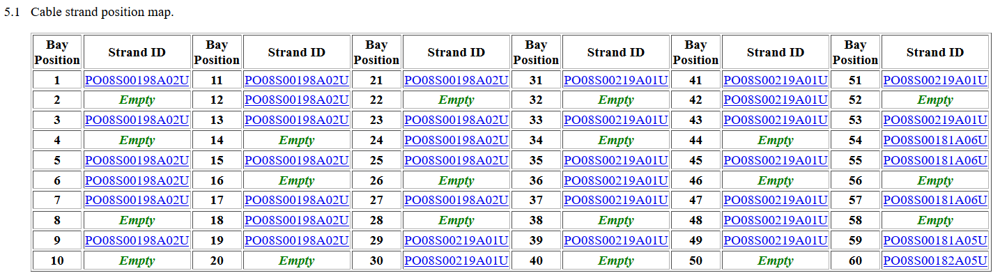 5.1 Cable strand position map.
Bay Position Strand ID Bay Position Strand ID Bay Position Strand ID Bay Position Strand ID Bay Position Strand ID Bay Position Strand ID
1 PO08S00198A02U 11 PO08S00198A02U 21 PO08S00198A02U 31 PO08S00219A01U 41 PO08S00219A01U 51 PO08S00219A01U
2 Empty 12 PO08S00198A02U 22 Empty 32 Empty 42 PO08S00219A01U 52 Empty
3 PO08S00198A02U 13 PO08S00198A02U 23 PO08S00198A02U 33 PO08S00219A01U 43 PO08S00219A01U 53 PO08S00219A01U
4 Empty 14 Empty 24 PO08S00198A02U 34 Empty 44 Empty 54 PO08S00181A06U
5 PO08S00198A02U 15 PO08S00198A02U 25 PO08S00198A02U 35 PO08S00219A01U 45 PO08S00219A01U 55 PO08S00181A06U
6 PO08S00198A02U 16 Empty 26 Empty 36 PO08S00219A01U 46 Empty 56 Empty
7 PO08S00198A02U 17 PO08S00198A02U 27 PO08S00198A02U 37 PO08S00219A01U 47 PO08S00219A01U 57 PO08S00181A06U
8 Empty 18 PO08S00198A02U 28 Empty 38 Empty 48 PO08S00219A01U 58 Empty
9 PO08S00198A02U 19 PO08S00198A02U 29 PO08S00219A01U 39 PO08S00219A01U 49 PO08S00219A01U 59 PO08S00181A05U
10 Empty 20 Empty 30 PO08S00219A01U 40 Empty 50 Empty 60 PO08S00182A05U